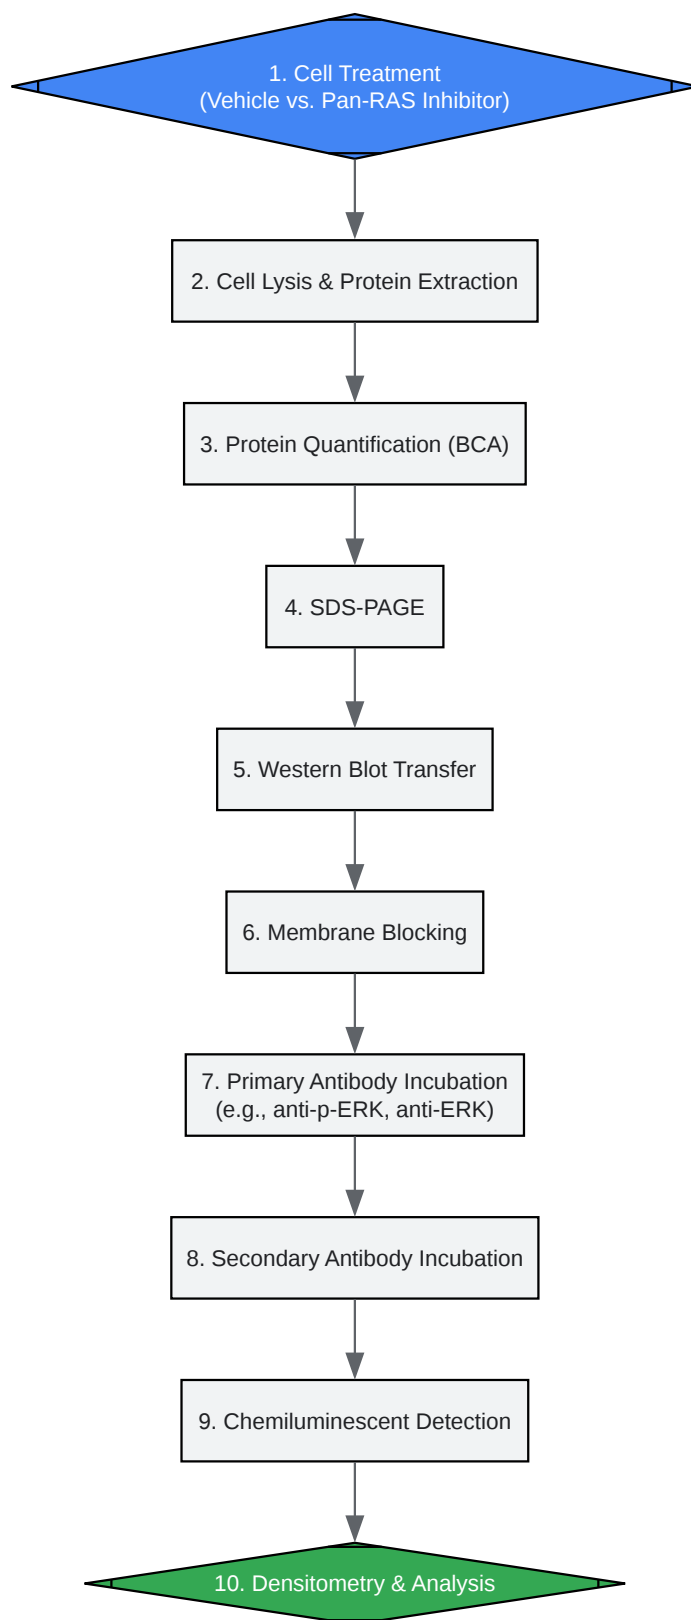 1. Cell Treatment
(Vehicle vs. Pan-RAS Inhibitor)
2. Cell Lysis & Protein Extraction
3. Protein Quantification (BCA)
4. SDS-PAGE
5. Western Blot Transfer
6. Membrane Blocking
7. Primary Antibody Incubation
(e.g., anti-p-ERK, anti-ERK)
8. Secondary Antibody Incubation
9. Chemiluminescent Detection
10. Densitometry & Analysis